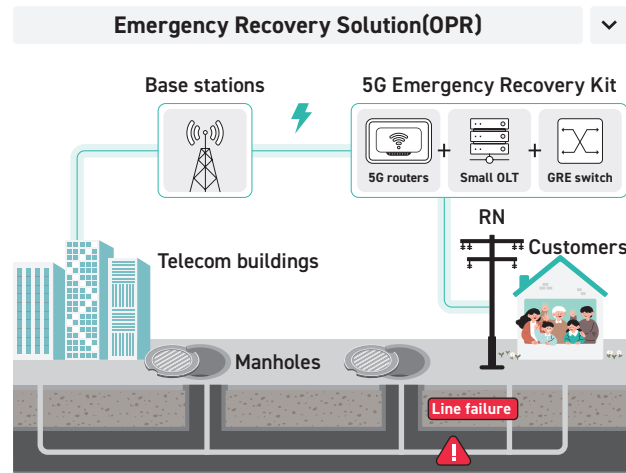 Emergency Recovery Solution(OPR)
Base stations
5G Emergency Recovery Kit
5G routers
+
Small OLT
+
GRE switch
RN
Customers
Telecom buildings
Manholes
Line failure
!